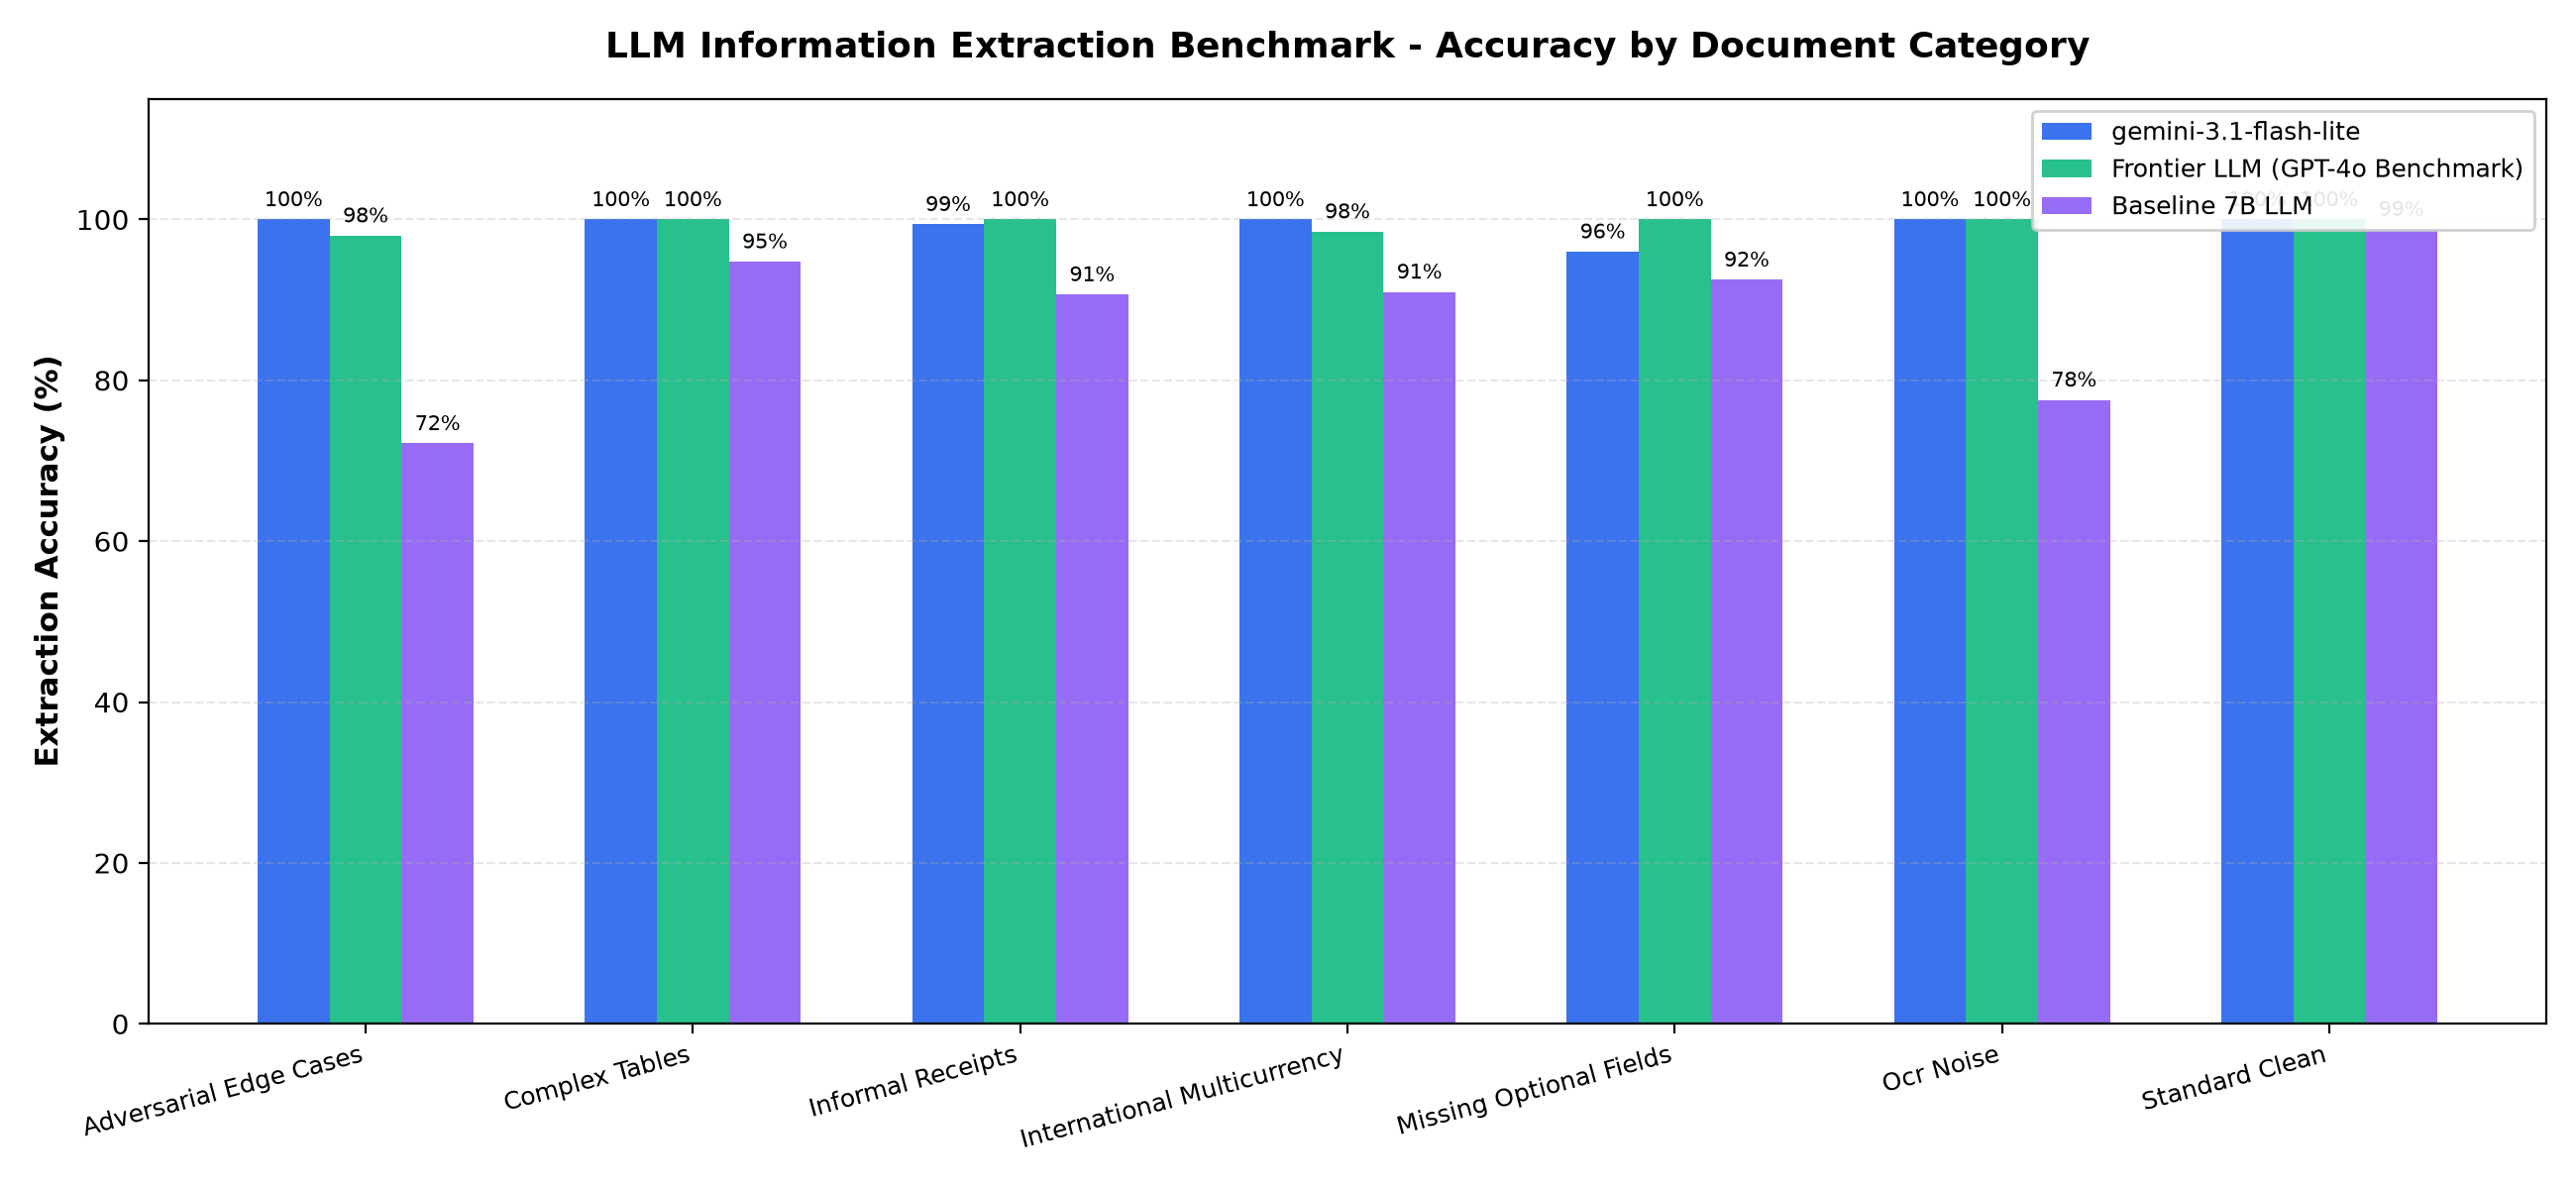 LLM Information Extraction Benchmark - Accuracy by Document Category
gemini-3.1-flash-lite
Frontier LLM (GPT-4o Benchmark)
Baseline 7B LLM
Extraction Accuracy (%)
100
80
60
40
20
0
100% 98% 72%
100% 100% 95%
99% 100% 91%
100% 98% 91%
96% 100% 92%
100% 100% 78%
100% 100% 99%
Adversarial Edge Cases
Complex Tables
Informal Receipts
International Multicurrency
Missing Optional Fields
Ocr Noise
Standard Clean